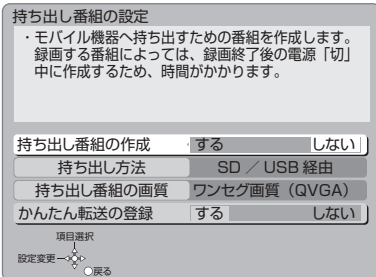 持ち出し番組の設定
・モバイル機器へ持ち出すための番組を作成します。
録画する番組によっては、録画終了後の電源「切」
中に作成するため、時間がかかります。
持ち出し番組の作成 する しない
持ち出し方法 SD ／ USB 経由
持ち出し番組の画質 ワンセグ画質（QVGA）
かんたん転送の登録 する しない
項目選択
設定変更
戻る